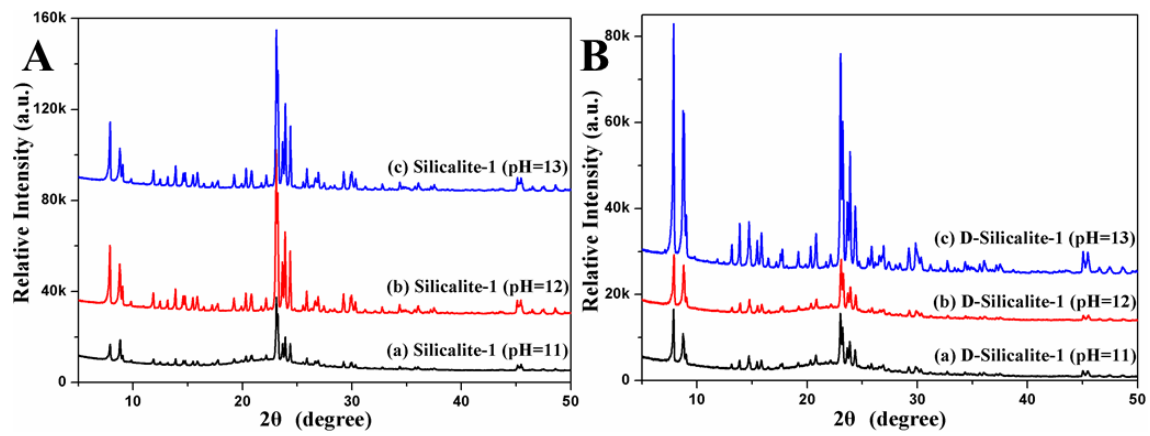 A
Relative Intensity (a.u.)
160k
120k
80k
40k
0
(c) Silicalite-1 (pH=13)
(b) Silicalite-1 (pH=12)
(a) Silicalite-1 (pH=11)
10
20
30
40
50
2θ (degree)
B
Relative Intensity (a.u.)
80k
60k
40k
20k
0
(c) D-Silicalite-1 (pH=13)
(b) D-Silicalite-1 (pH=12)
(a) D-Silicalite-1 (pH=11)
10
20
30
40
50
2θ (degree)